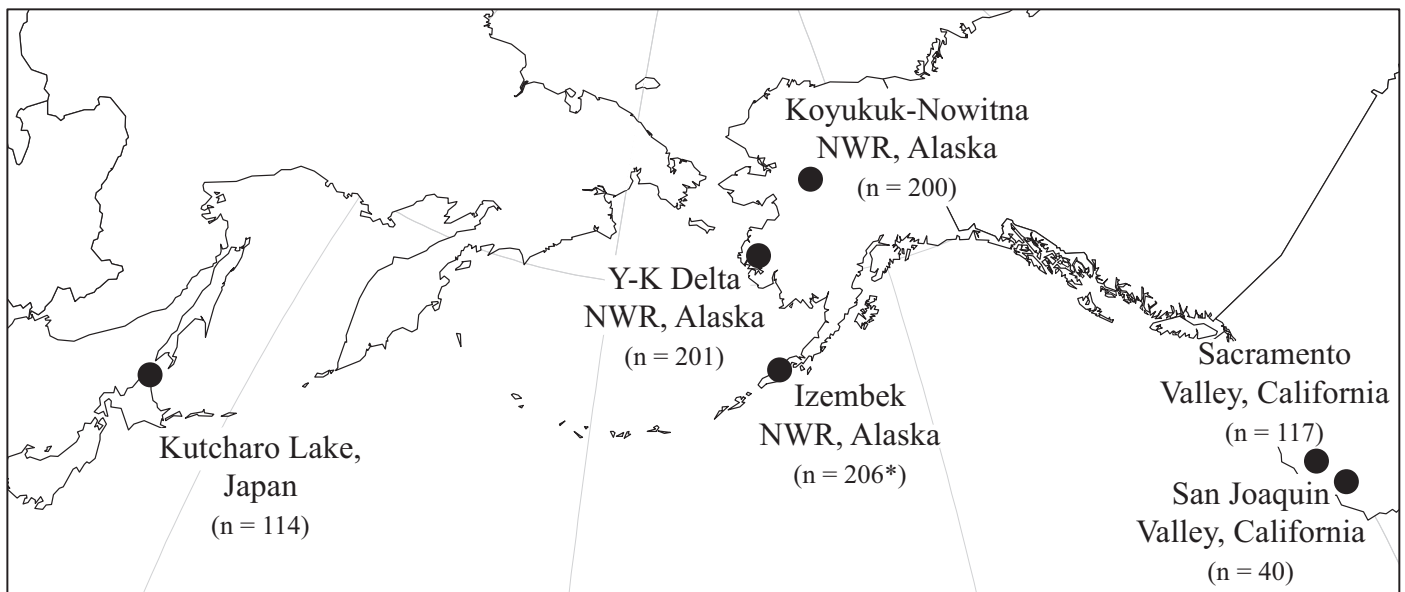 Koyukuk-Nowitna
NWR, Alaska
(n = 200)
Y-K Delta
NWR, Alaska
(n = 201)
Izembek
NWR, Alaska
(n = 206*)
Sacramento
Valley, California
(n = 117)
San Joaquin
Valley, California
(n = 40)
Kutcharo Lake,
Japan
(n = 114)